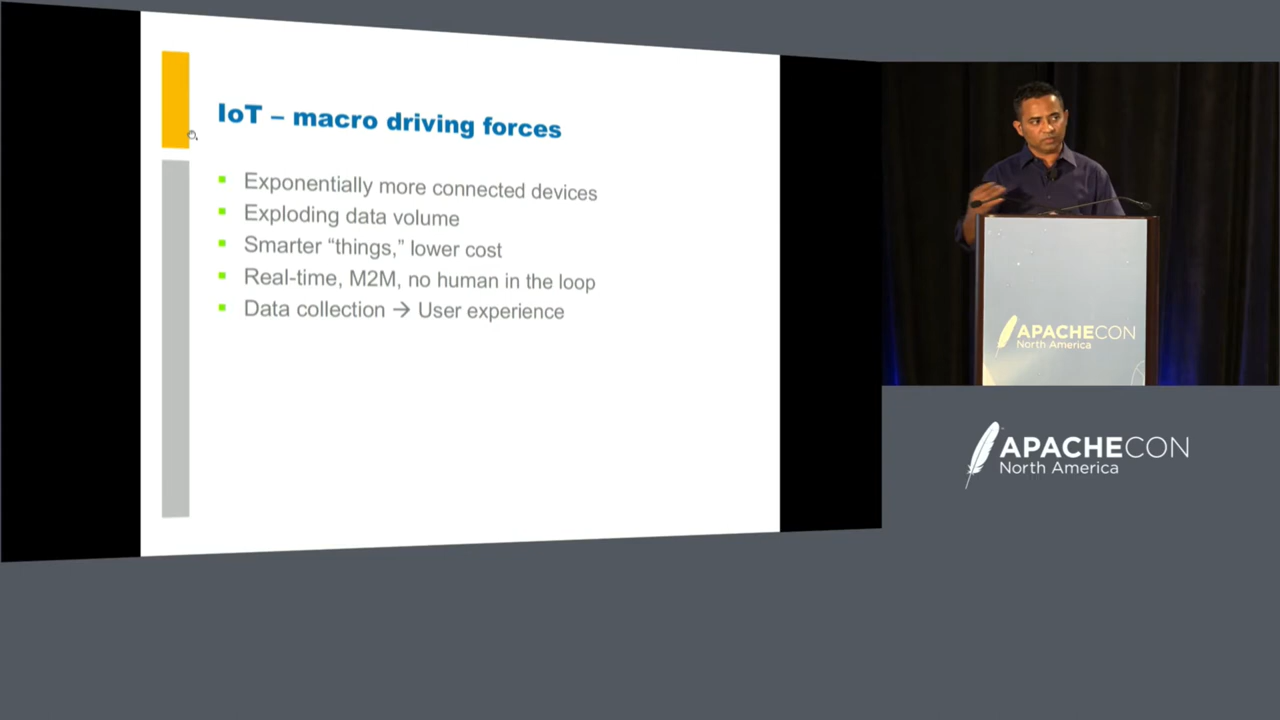 IoT – macro driving forces
Exponentially more connected devices
Exploding data volume
Smarter “things,” lower cost
Real-time, M2M, no human in the loop
Data collection → User experience
APACHECON
North America
APACHECON
North America